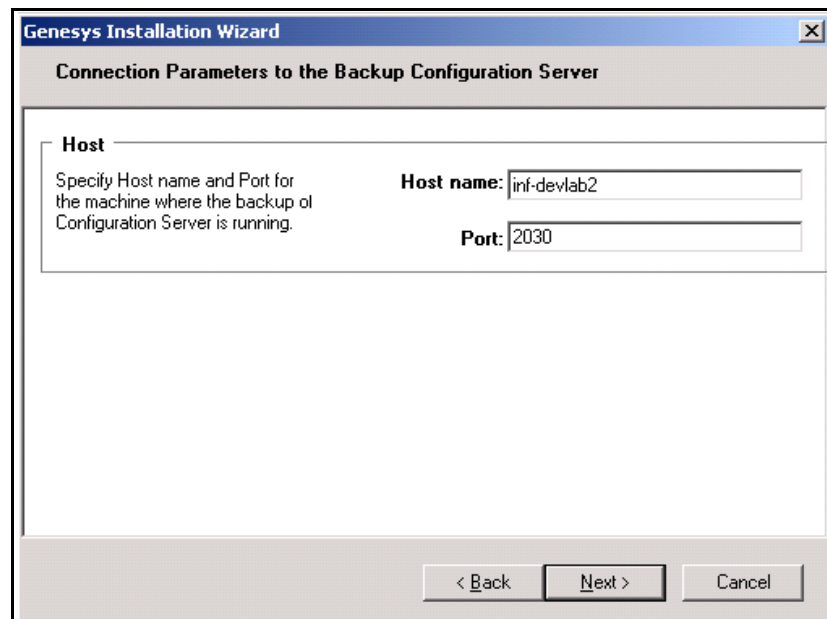 Genesys Installation Wizard
Connection Parameters to the Backup Configuration Server
Host
Specify Host name and Port for
the machine where the backup of
Configuration Server is running.
Host name: inf-devlab2
Port: 2030
< Back
Next >
Cancel